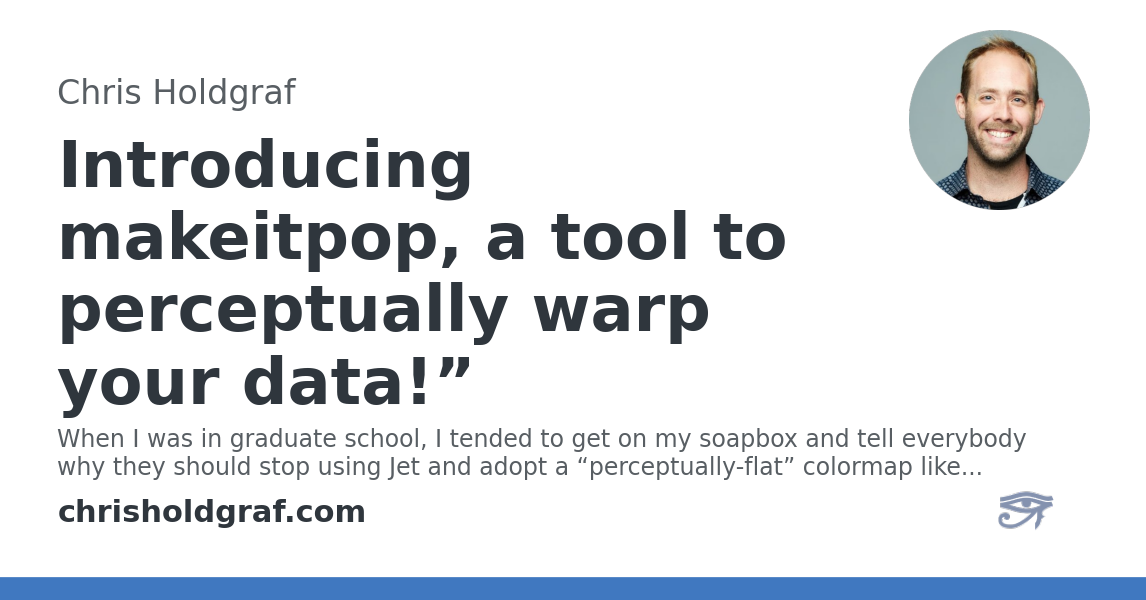 Chris Holdgraf
Introducing
makeitpop, a tool to
perceptually warp
your data!”
When I was in graduate school, I tended to get on my soapbox and tell everybody
why they should stop using Jet and adopt a “perceptually-flat” colormap like...
chrisholdgraf.com